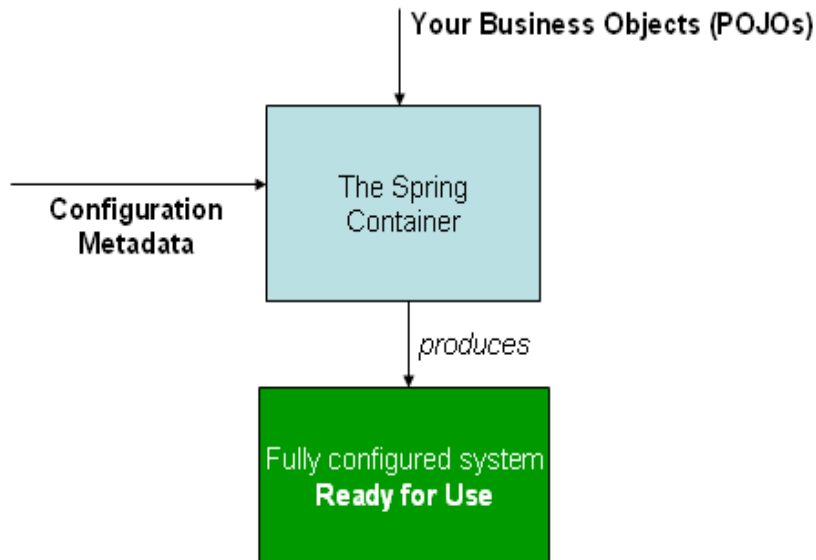 Your Business Objects (POJOs)
The Spring
Container
Configuration
Metadata
produces
Fully configured system
Ready for Use